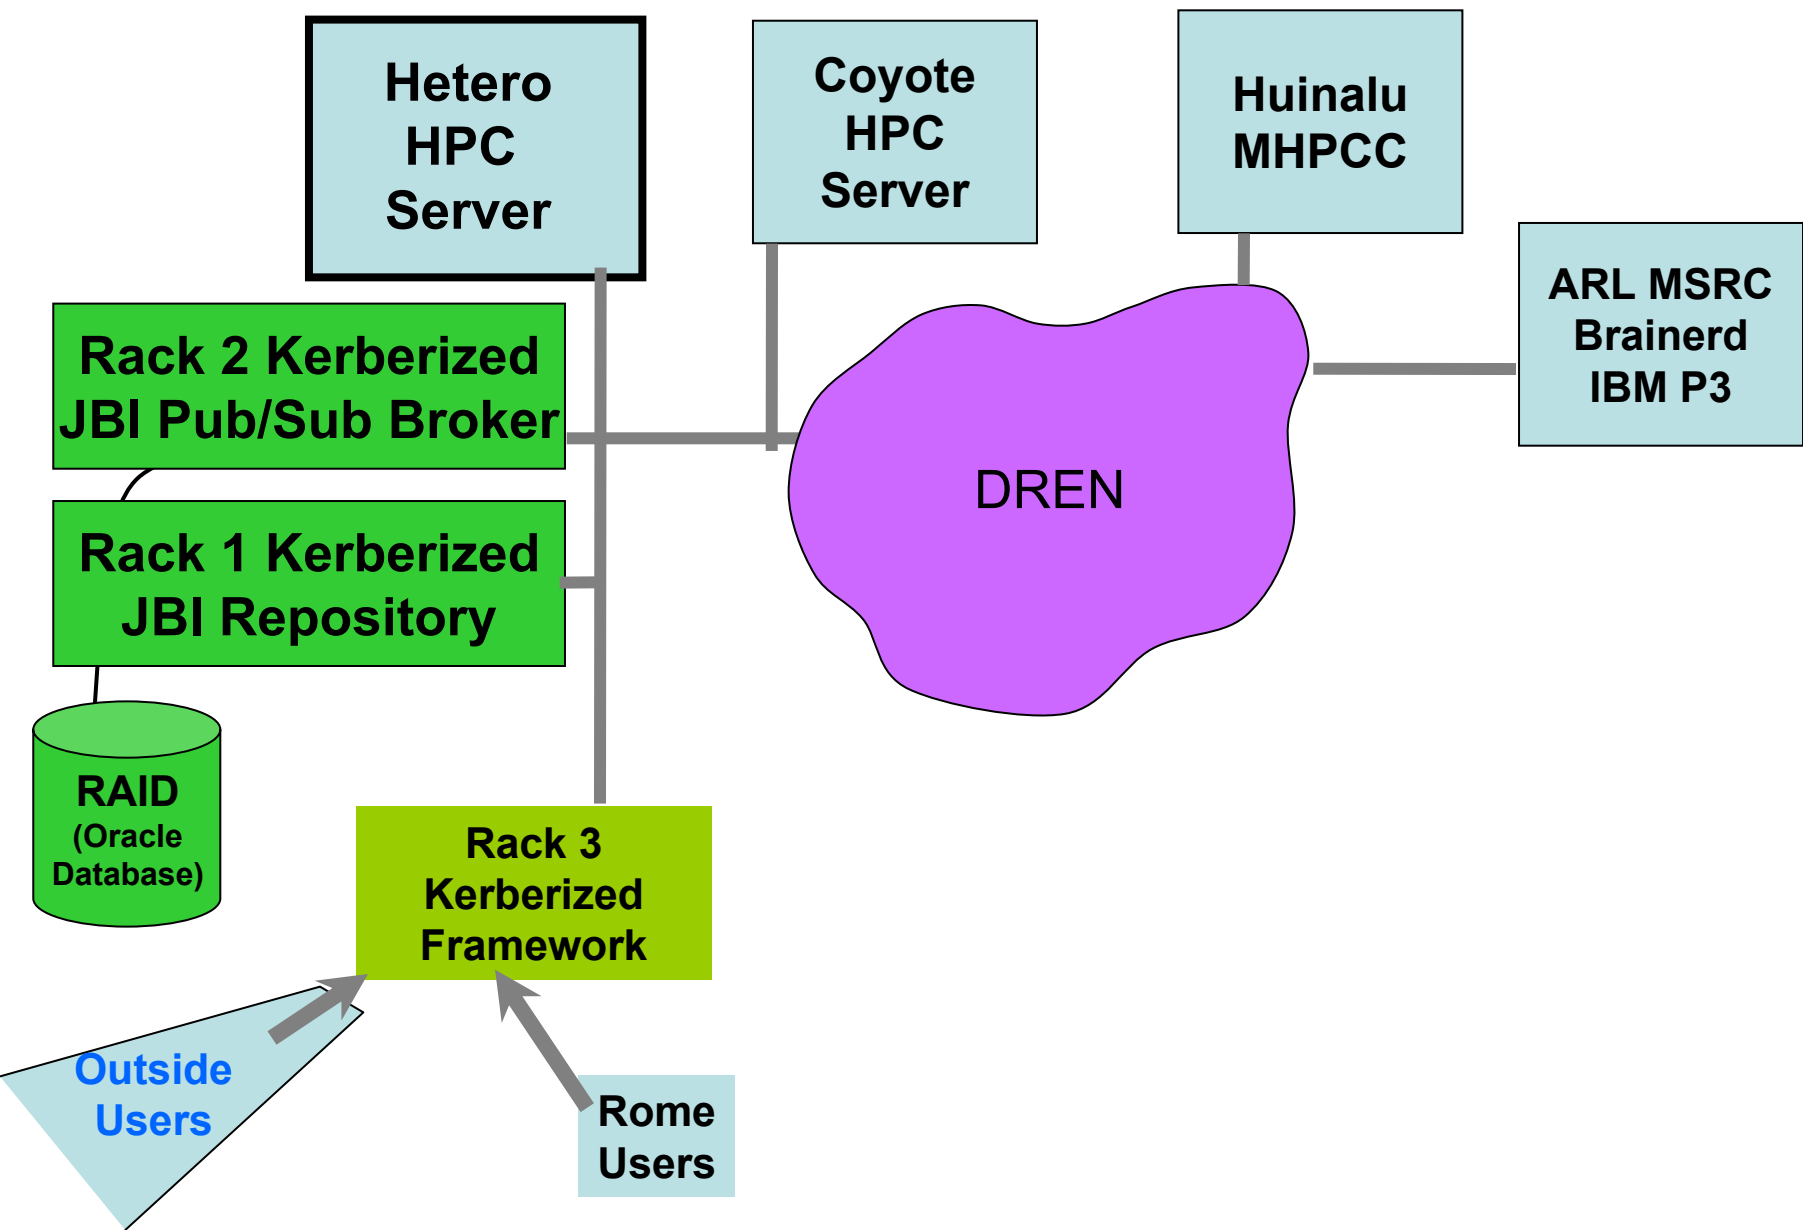 Hetero
HPC
Server
Coyote
HPC
Server
Huinalu
MHPCC
ARL MSRC
Brainerd
IBM P3
Rack 2 Kerberized
JBI Pub/Sub Broker
DREN
Rack 1 Kerberized
JBI Repository
RAID
(Oracle
Database)
Rack 3
Kerberized
Framework
Outside
Users
Rome
Users